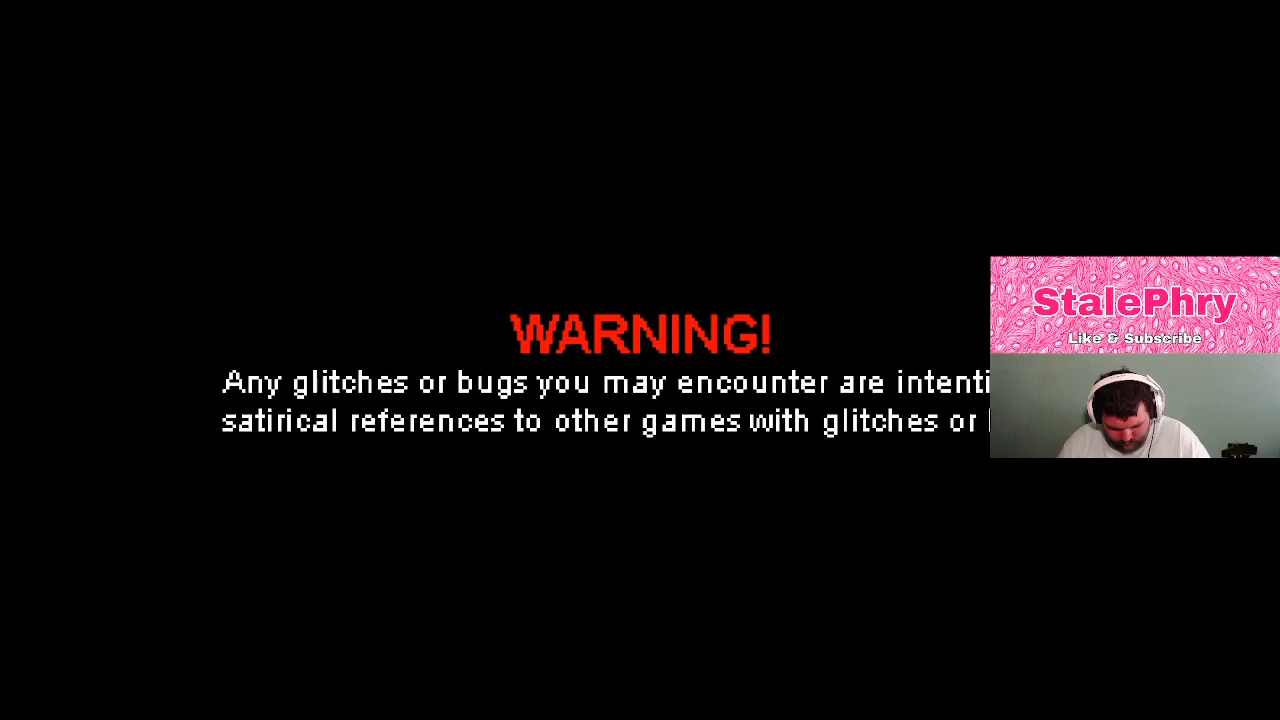 WARNING!
Any glitches or bugs you may encounter are intenti
satirical references to other games with glitches or
StalePhry
Like & Subscribe